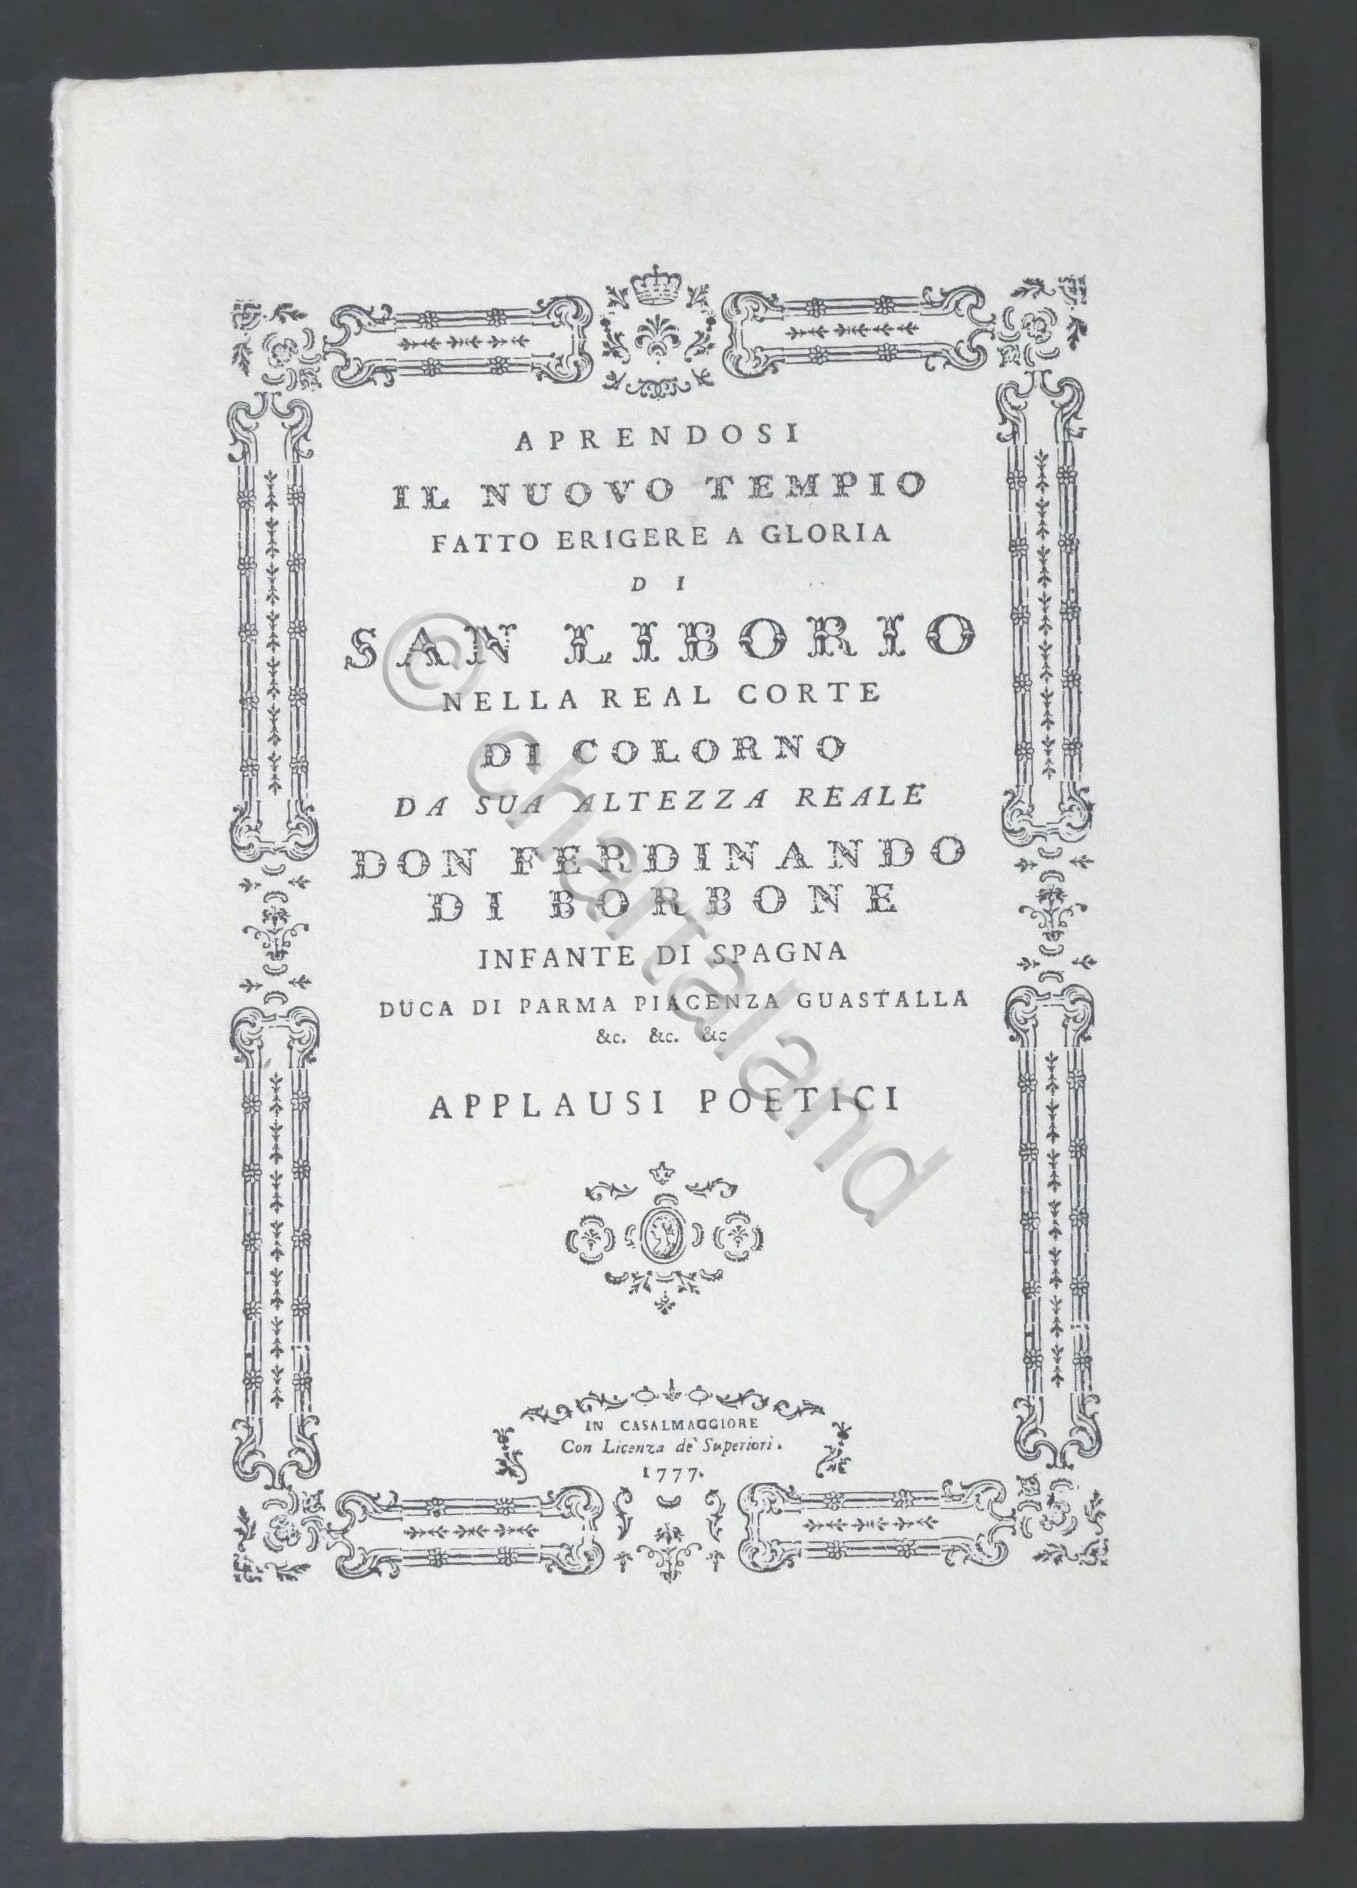 APRENDOSI
IL NUOVO TEMPIO
FATTO ERIGERE A GLORIA
DI
SAN LIBORIO
NELLA REAL CORTE
DI COLORNO
DA SUA ALTEZZA REALE
DON FERDINANDO
DI BORBONE
INFANTE DI SPAGNA
DUCA DI PARMA PIACENZA GUASTALLA
&c. &c. &c
APPLAUSI POETICI
IN CASALMAGGIORE
Con Licenza de' Superiori.
1777.
© chartaland